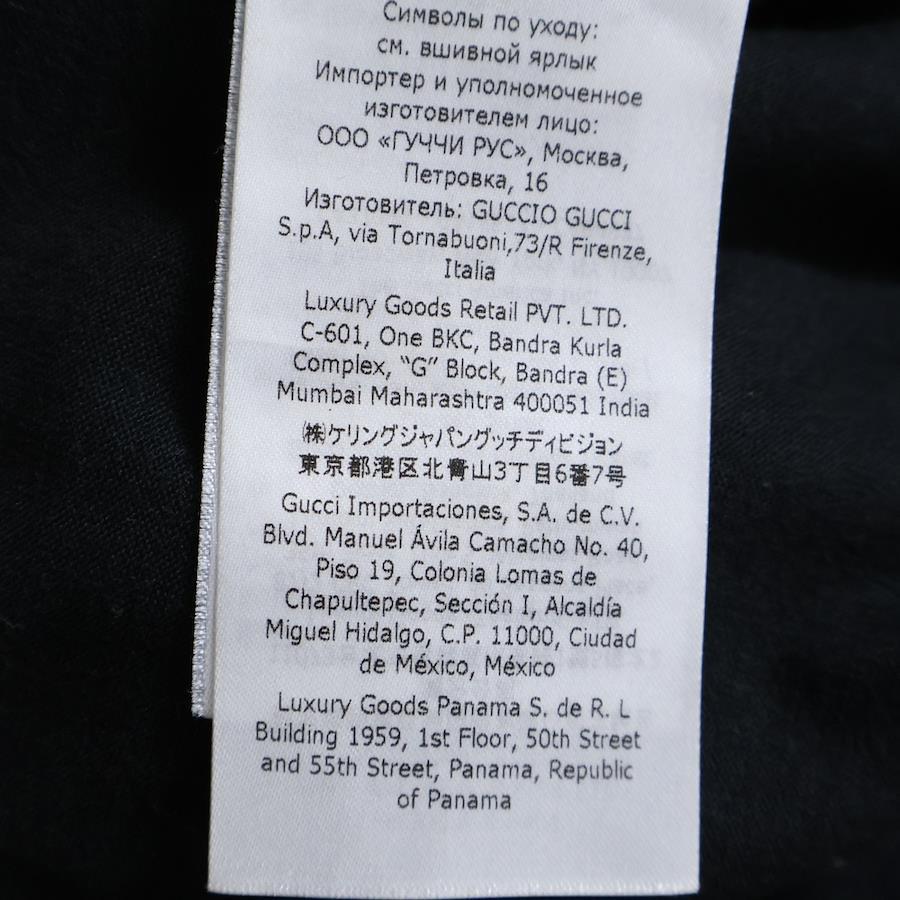 Символы по уходу:
см. вшивной ярлык
Импортер и уполномоченное
изготовителем лицо:
ООО «ГУЧЧИ РУС», Москва,
Петровка, 16
Изготовитель: GUCCIO GUCCI
S.p.A, via Tornabuoni,73/R Firenze,
Italia
Luxury Goods Retail PVT. LTD.
C-601, One BKC, Bandra Kurla
Complex, “G” Block, Bandra (E)
Mumbai Maharashtra 400051 India
㈱ケリングジャパングッチディビジョン
東京都港区北青山3丁目6番7号
Gucci Importaciones, S.A. de C.V.
Blvd. Manuel Ávila Camacho No. 40,
Piso 19, Colonia Lomas de
Chapultepec, Sección I, Alcaldía
Miguel Hidalgo, C.P. 11000, Ciudad
de México, México
Luxury Goods Panama S. de R. L
Building 1959, 1st Floor, 50th Street
and 55th Street, Panama, Republic
of Panama